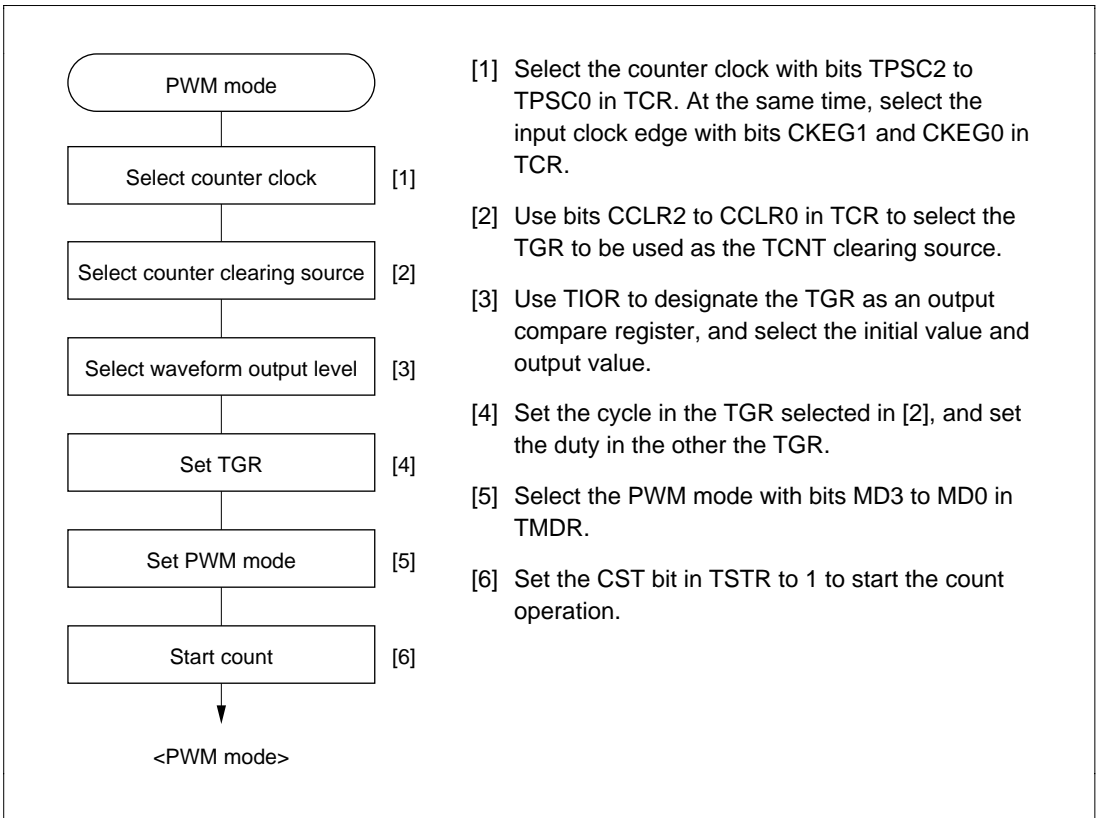 PWM mode
Select counter clock
[1]
Select counter clearing source
[2]
Select waveform output level
[3]
Set TGR
[4]
Set PWM mode
[5]
Start count
[6]
<PWM mode>
[1] Select the counter clock with bits TPSC2 to
TPSC0 in TCR. At the same time, select the
input clock edge with bits CKEG1 and CKEG0 in
TCR.
[2] Use bits CCLR2 to CCLR0 in TCR to select the
TGR to be used as the TCNT clearing source.
[3] Use TIOR to designate the TGR as an output
compare register, and select the initial value and
output value.
[4] Set the cycle in the TGR selected in [2], and set
the duty in the other the TGR.
[5] Select the PWM mode with bits MD3 to MD0 in
TMDR.
[6] Set the CST bit in TSTR to 1 to start the count
operation.